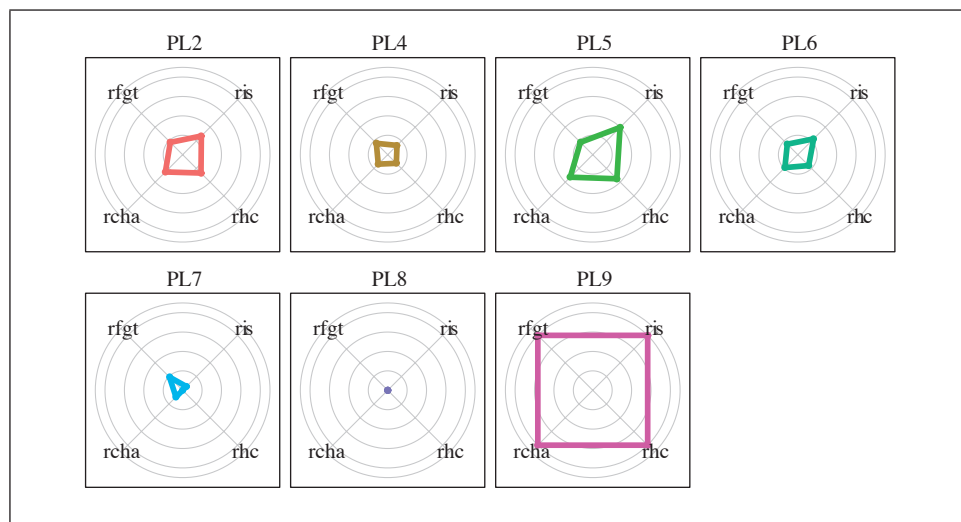 PL2 PL4 PL5 PL6
rfgt ris rfgt ris rfgt ris rfgt ris
rcha rhc rcha rhc rcha rhc rcha rhc
PL7 PL8 PL9
rfgt ris rfgt ris rfgt ris
rcha rhc rcha rhc rcha rhc